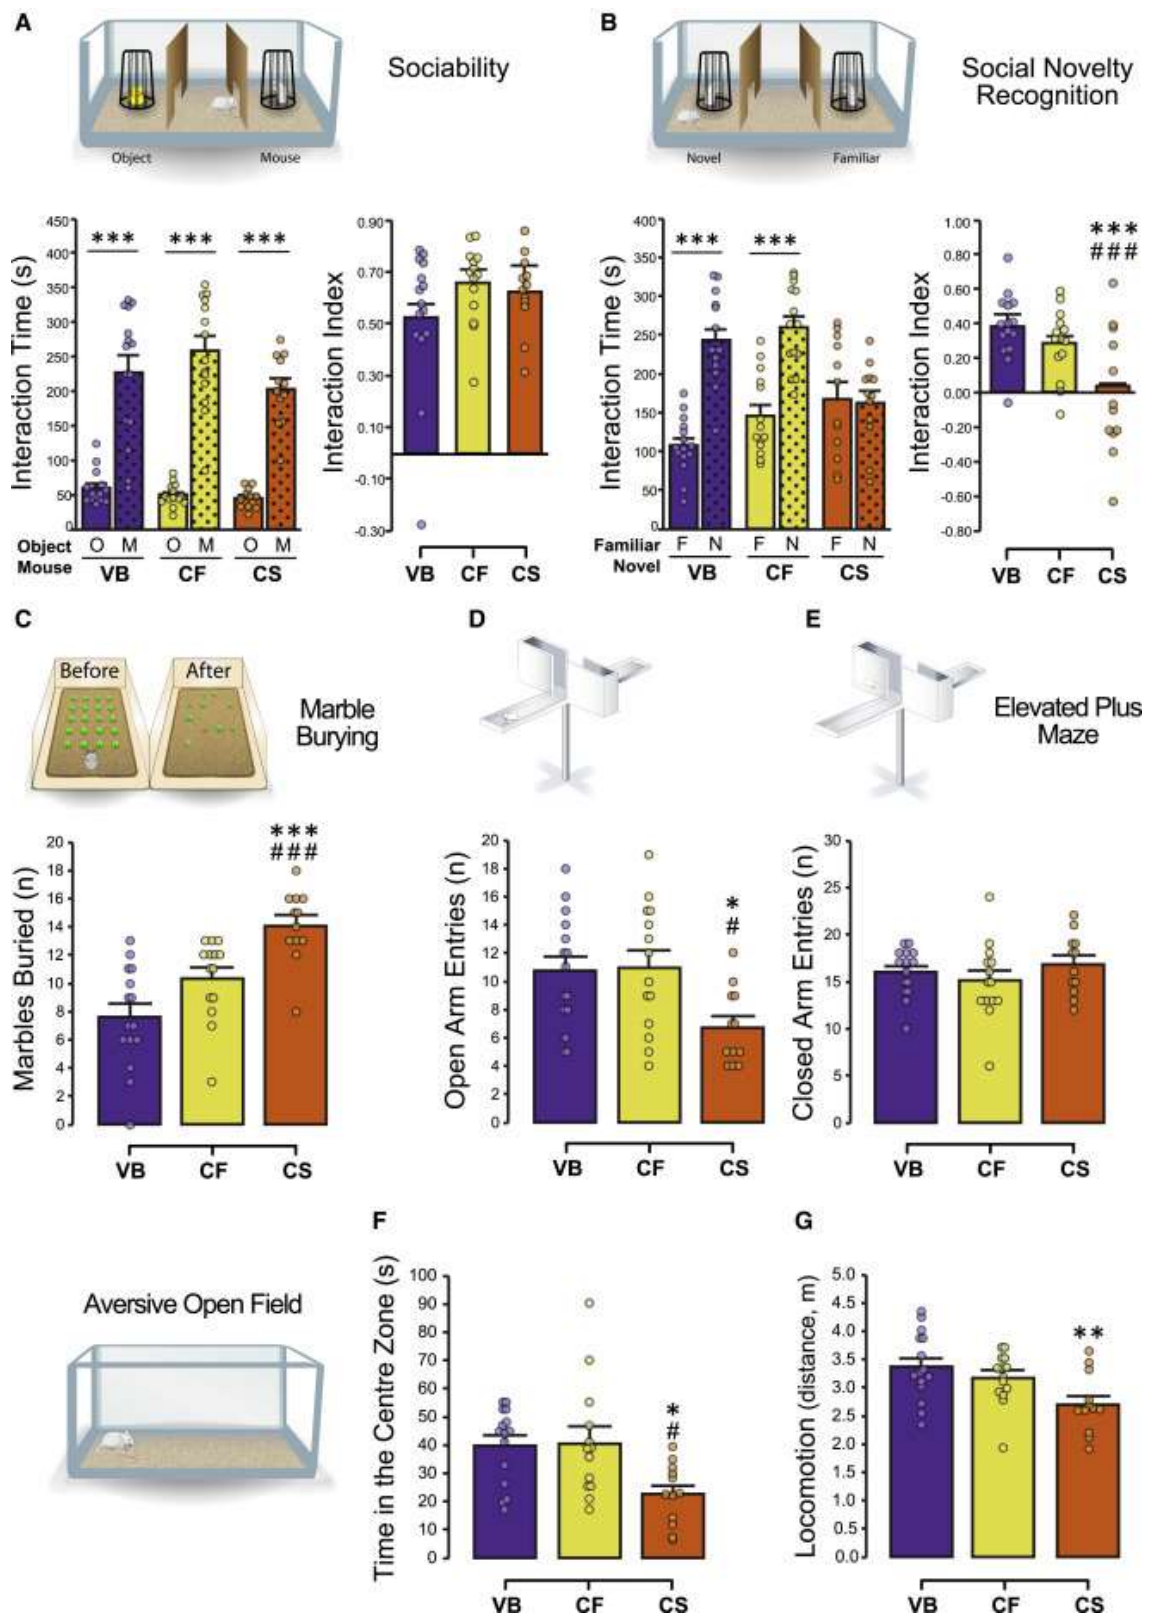 A
Sociability
Object
Mouse
Interaction Time (s)
450
400
350
300
250
200
150
100
50
0
***
***
***
Object
Mouse
O M O M O M
VB CF CS
Interaction Index
0.90
0.70
0.50
0.30
0.10
-0.10
-0.30
VB CF CS
B
Social Novelty
Recognition
Novel
Familiar
Interaction Time (s)
400
350
300
250
200
150
100
50
0
***
***
Familiar
Novel
F N F N F N
VB CF CS
Interaction Index
1.00
0.80
0.60
0.40
0.20
0.00
-0.20
-0.40
-0.60
-0.80
***
###
VB CF CS
C
Before
After
Marble
Burying
Marbles Buried (n)
20
18
16
14
12
10
8
6
4
2
0
***
###
VB CF CS
D
Open Arm Entries (n)
20
18
16
14
12
10
8
6
4
2
0
*
#
VB CF CS
E
Elevated Plus
Maze
Closed Arm Entries (n)
30
25
20
15
10
5
0
VB CF CS
Aversive Open Field
F
Time in the Centre Zone (s)
100
90
80
70
60
50
40
30
20
10
0
*
#
VB CF CS
G
Locomotion (distance, m)
5.0
4.5
4.0
3.5
3.0
2.5
2.0
1.5
1.0
0.5
0.0
**
VB CF CS